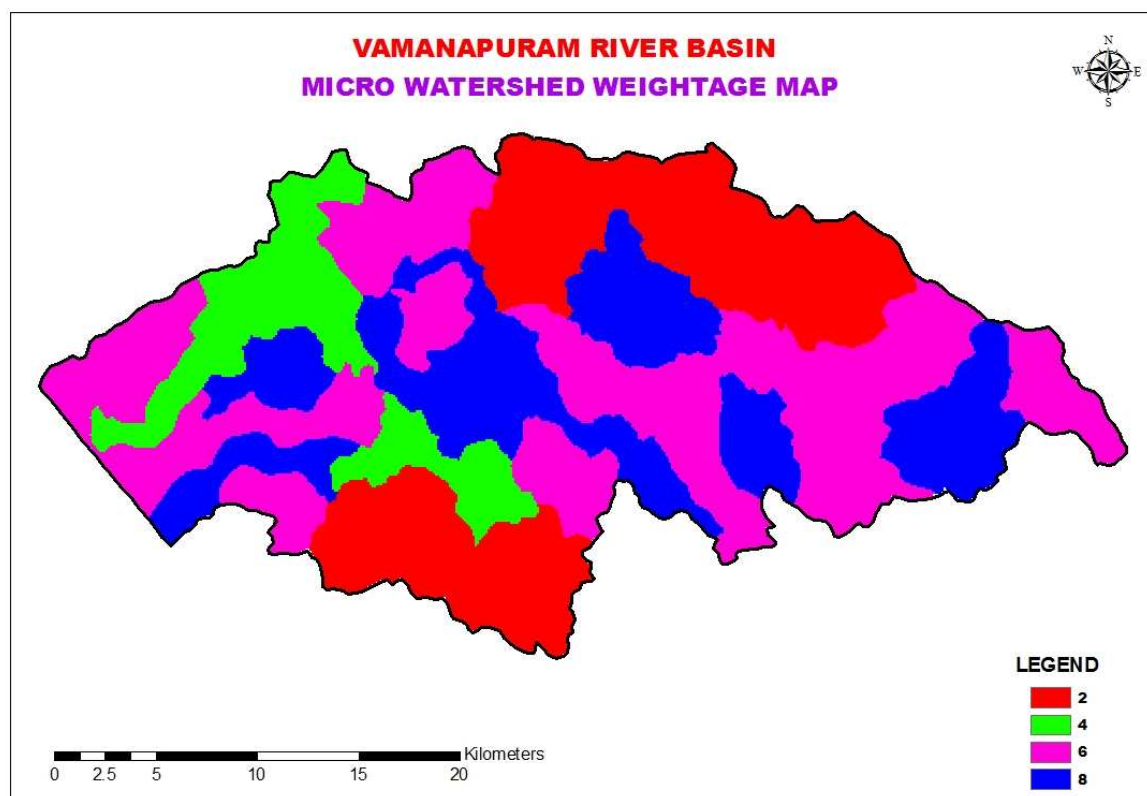 VAMANAPURAM RIVER BASIN
MICRO WATERSHED WEIGHTAGE MAP
N
W E
S
LEGEND
2
4
6
8
Kilometers
0 2.5 5 10 15 20